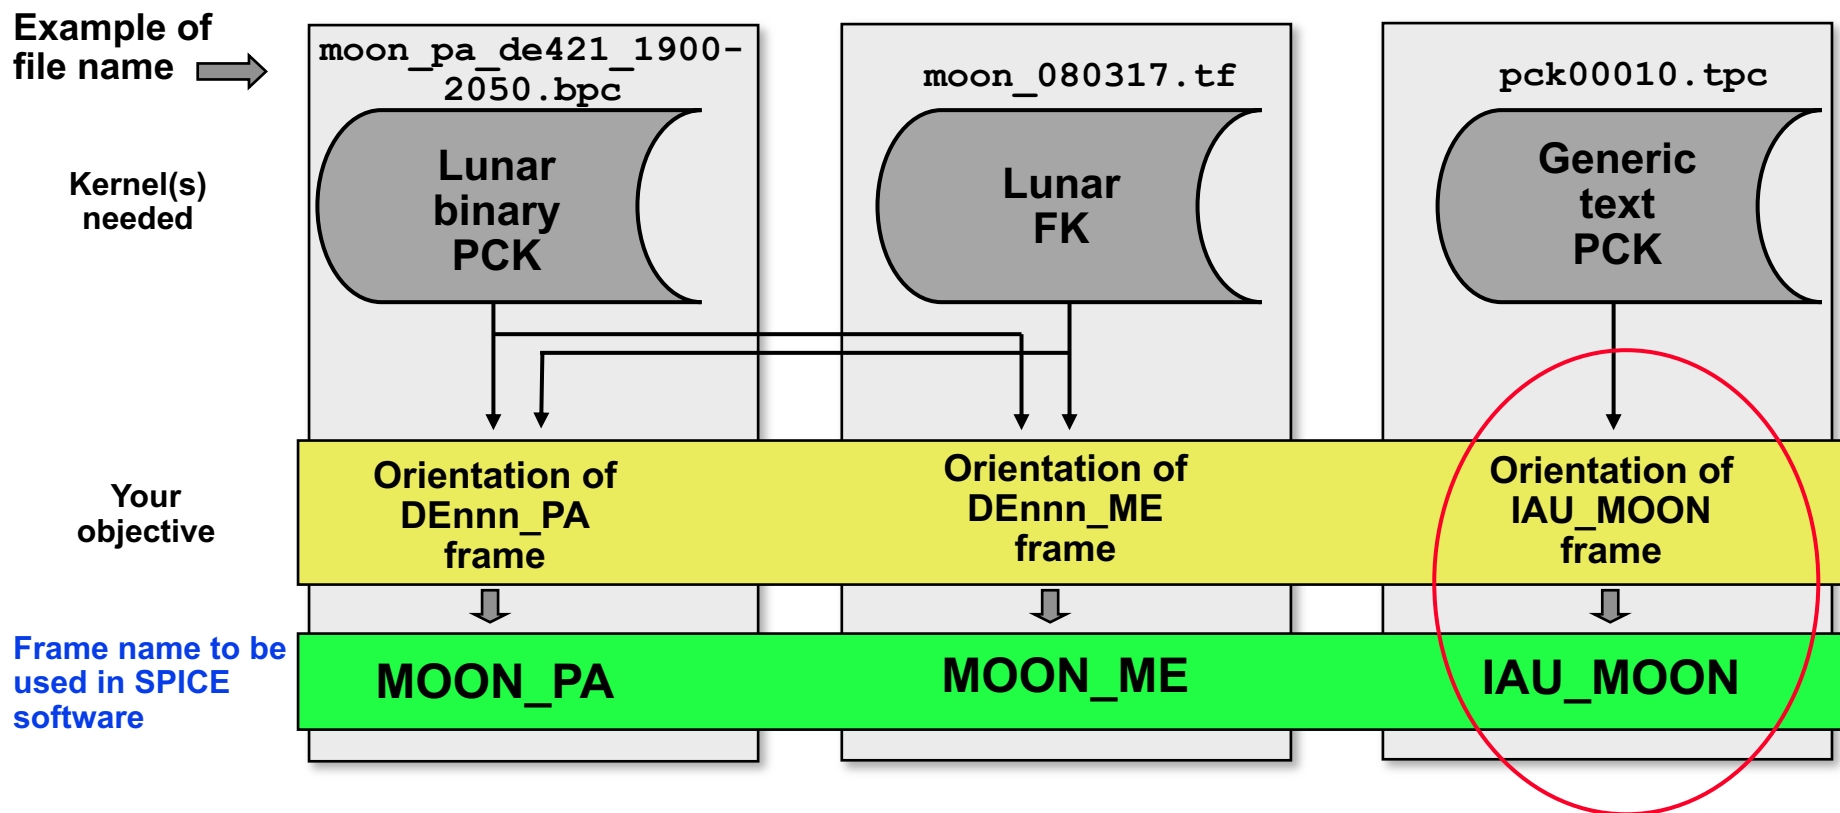 Example of
file name
moon_pa_de421_1900-
2050.bpc
moon_080317.tf
pck00010.tpc
Kernel(s)
needed
Lunar
binary
PCK
Lunar
FK
Generic
text
PCK
Your
objective
Orientation of
DEnnn_PA
frame
Orientation of
DEnnn_ME
frame
Orientation of
IAU_MOON
frame
Frame name to be
used in SPICE
software
MOON_PA
MOON_ME
IAU_MOON